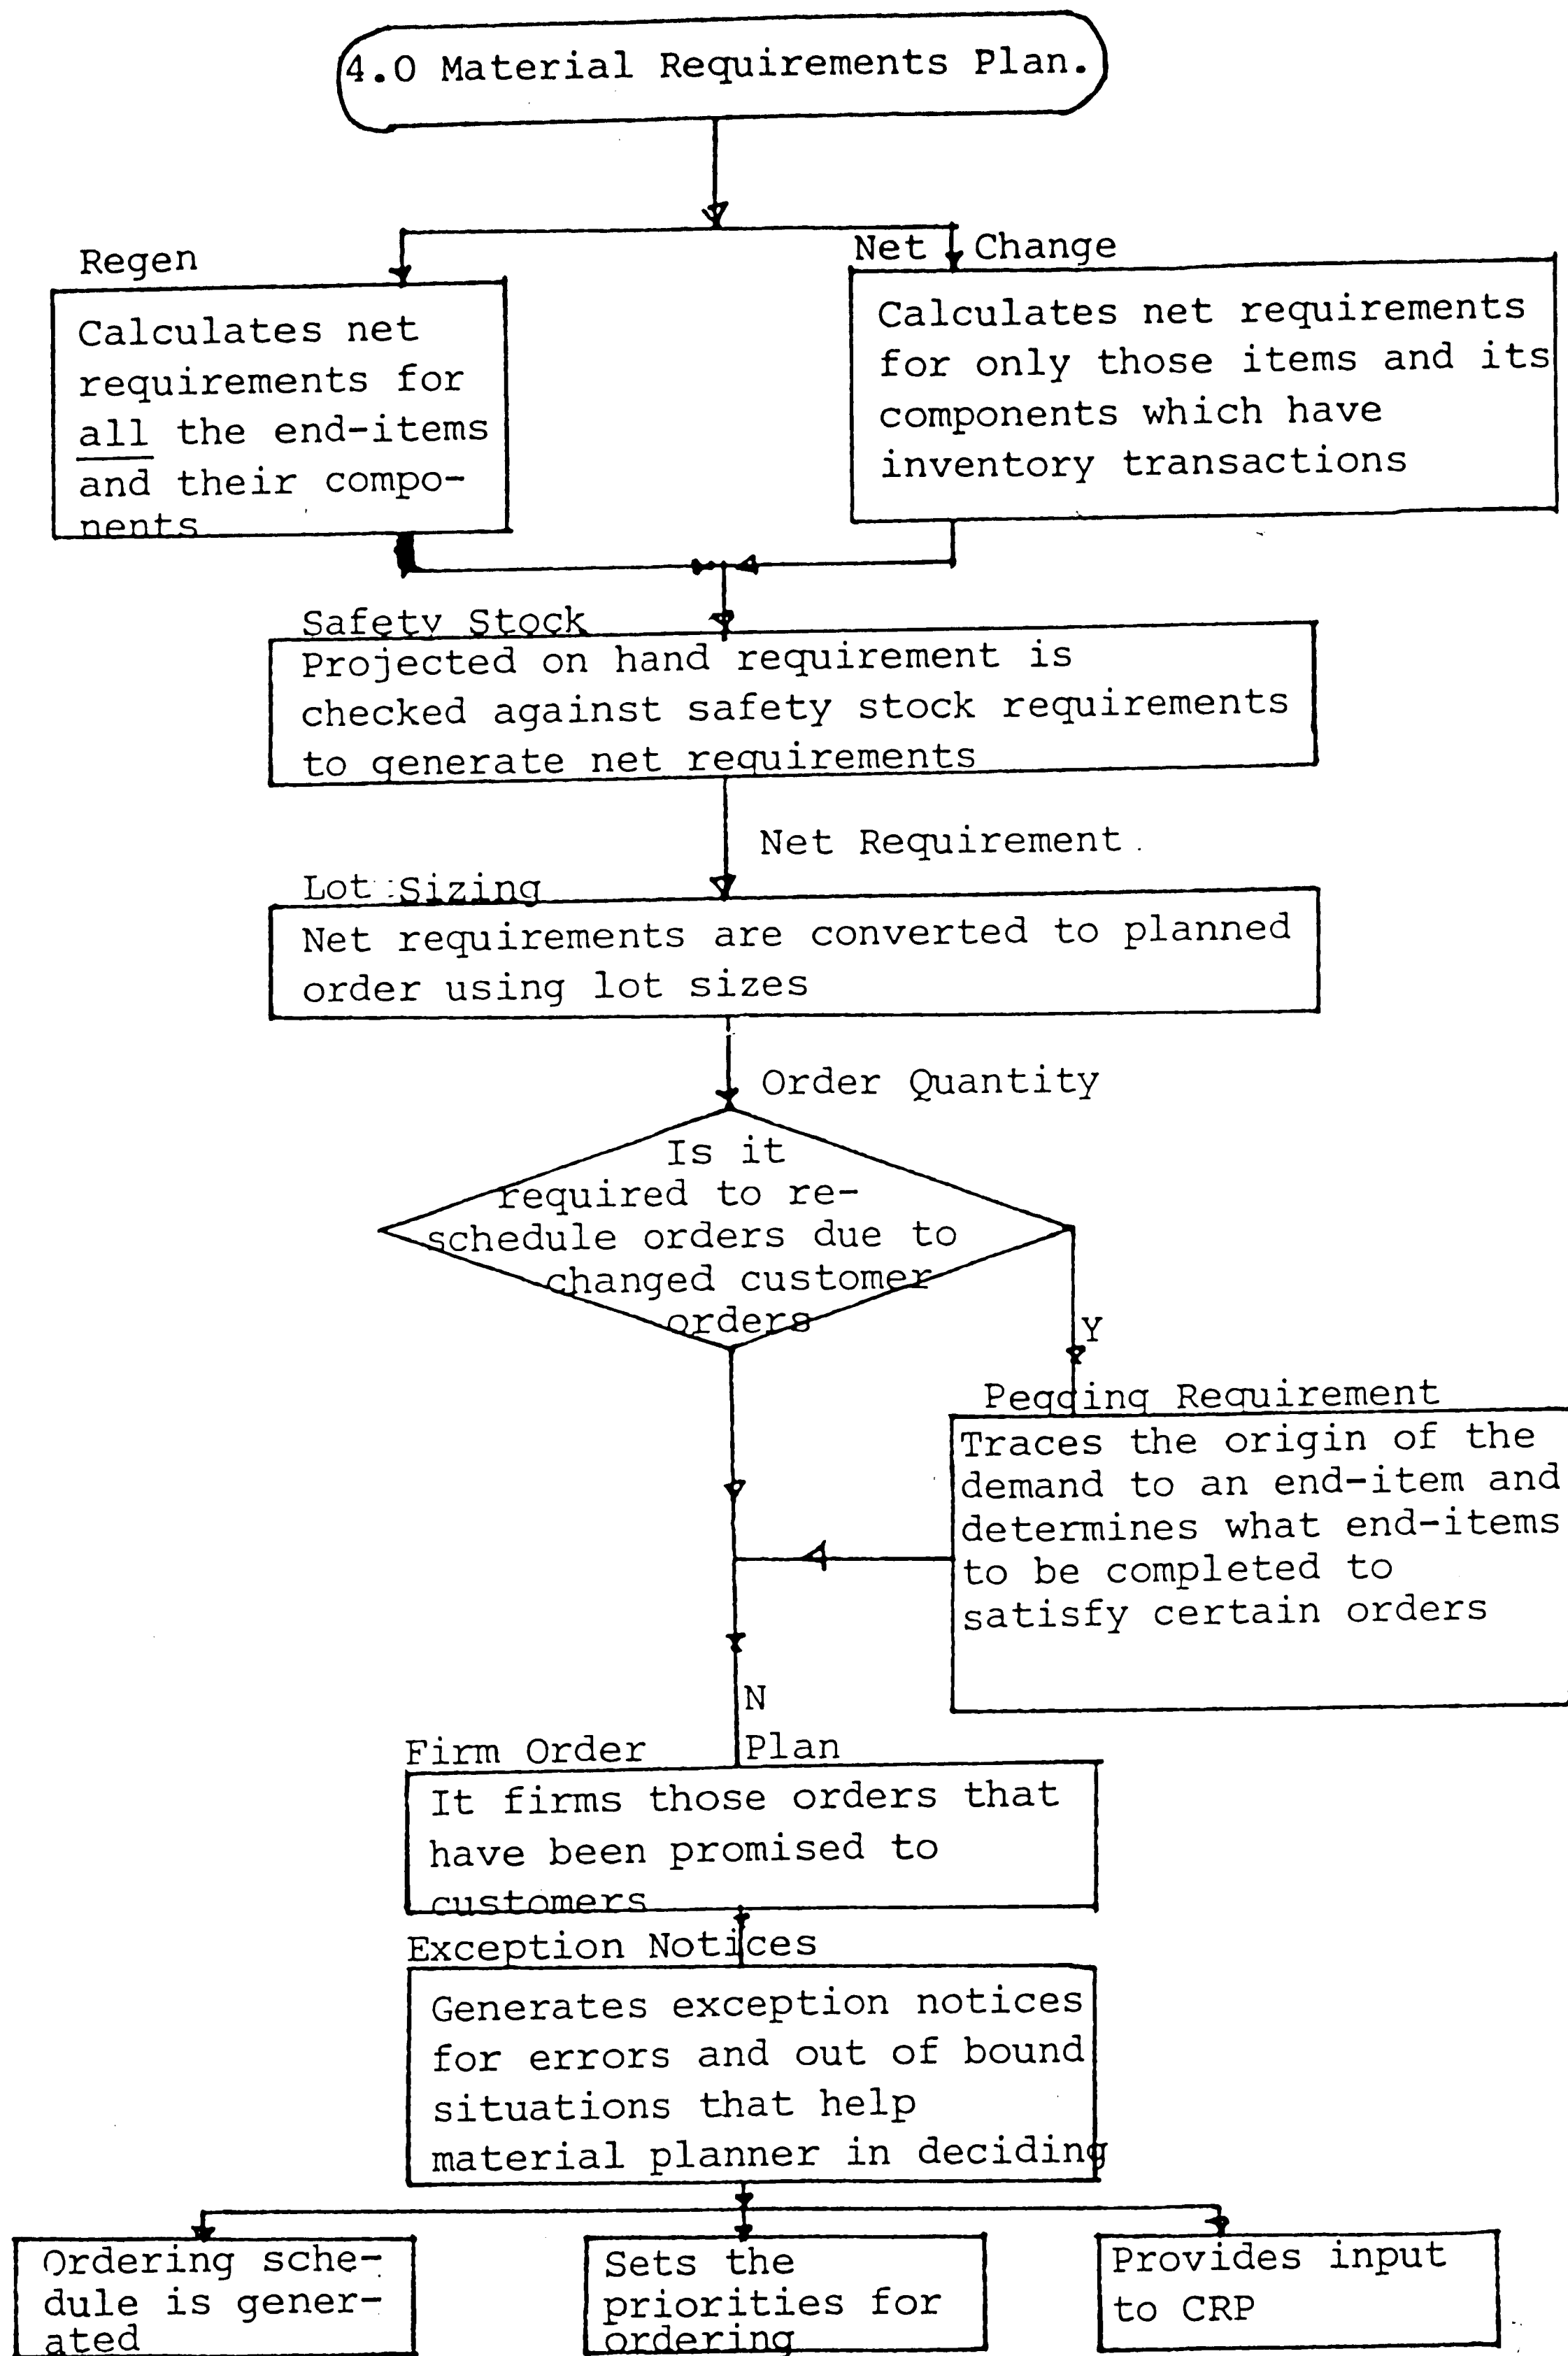 4.0 Material Requirements Plan.
Regen
Calculates net
requirements for
all the end-items
and their compo-
nents
Net Change
Calculates net requirements
for only those items and its
components which have
inventory transactions
Safety Stock
Projected on hand requirement is
checked against safety stock requirements
to generate net requirements
Net Requirement
Lot Sizing
Net requirements are converted to planned
order using lot sizes
Order Quantity
Is it
required to re-
schedule orders due to
changed customer
orders
Y
Pegging Requirement
Traces the origin of the
demand to an end-item and
determines what end-items
to be completed to
satisfy certain orders
N
Firm Order Plan
It firms those orders that
have been promised to
customers
Exception Notices
Generates exception notices
for errors and out of bound
situations that help
material planner in deciding
Ordering sche-
dule is gener-
ated
Sets the
priorities for
ordering
Provides input
to CRP